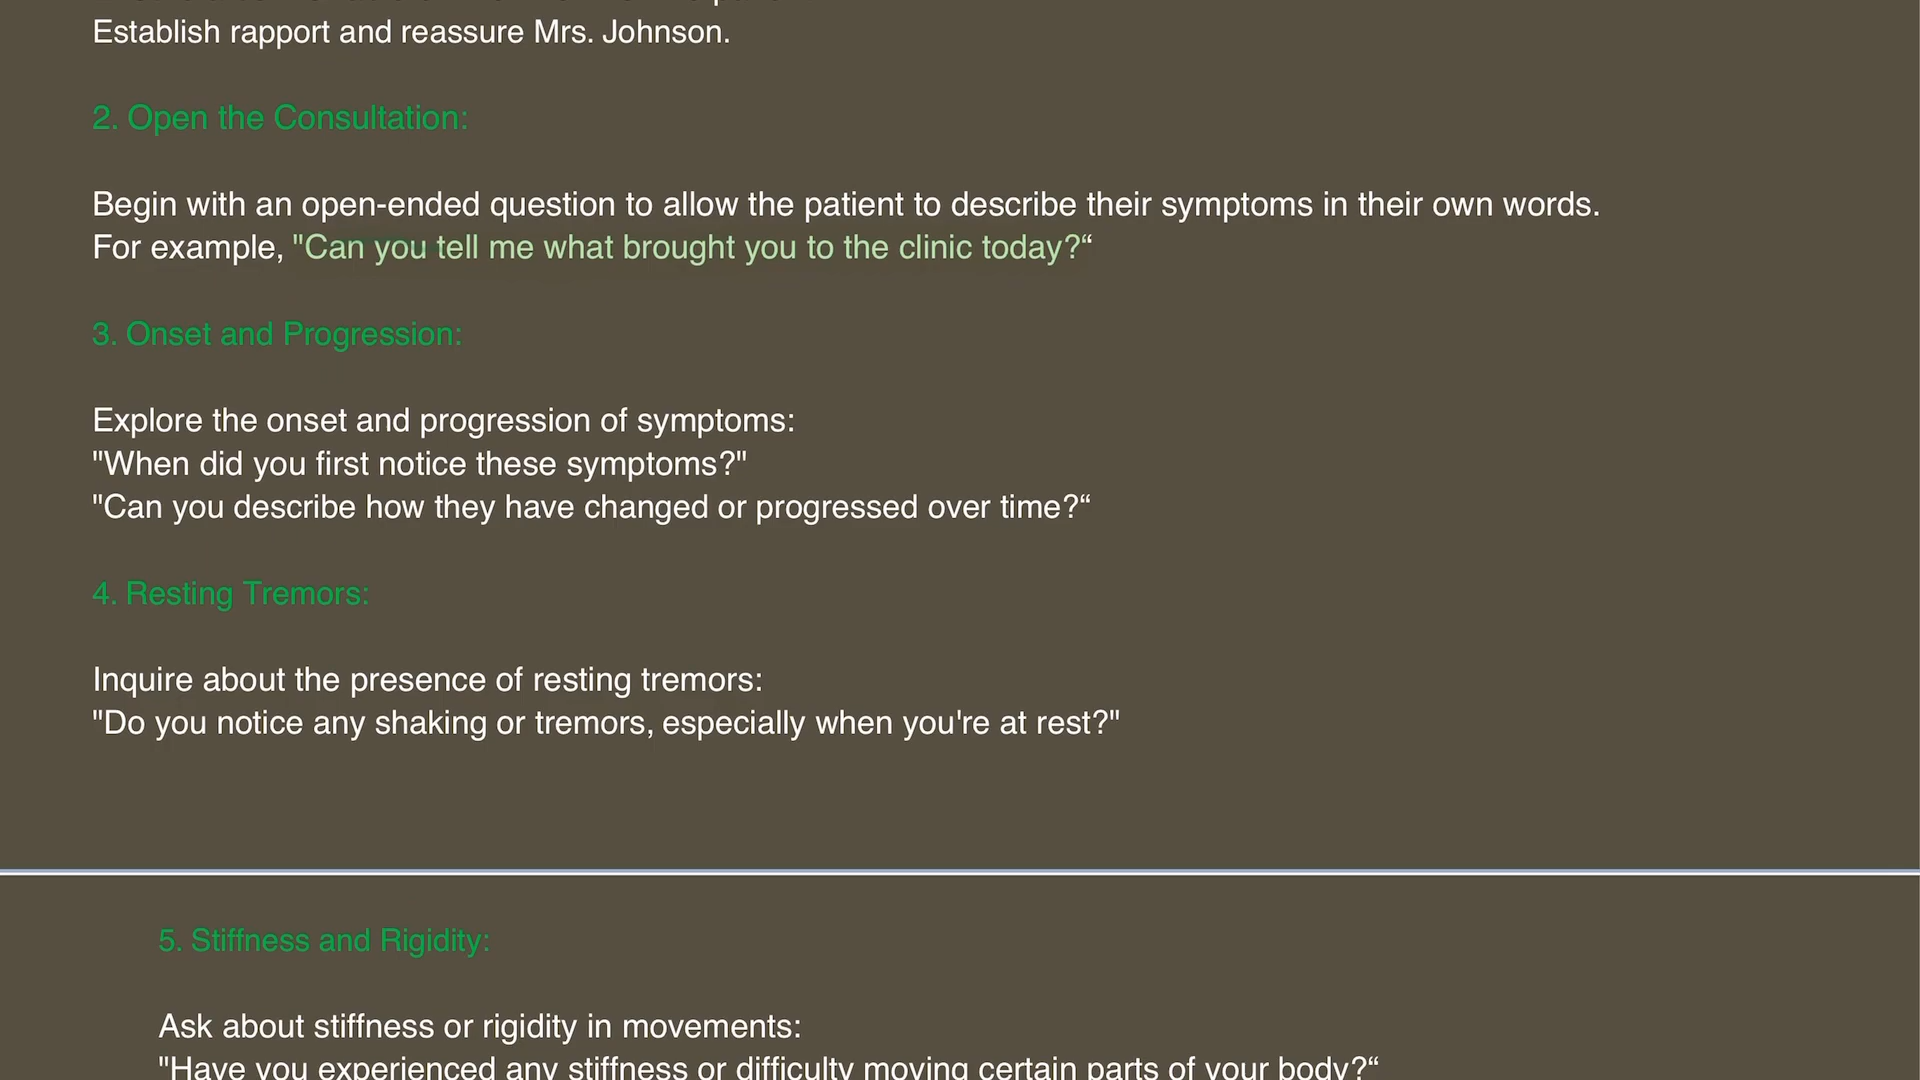 Establish rapport and reassure Mrs. Johnson.
2. Open the Consultation:
Begin with an open-ended question to allow the patient to describe their symptoms in their own words.
For example, "Can you tell me what brought you to the clinic today?“
3. Onset and Progression:
Explore the onset and progression of symptoms:
"When did you first notice these symptoms?"
"Can you describe how they have changed or progressed over time?“
4. Resting Tremors:
Inquire about the presence of resting tremors:
"Do you notice any shaking or tremors, especially when you're at rest?"
5. Stiffness and Rigidity:
Ask about stiffness or rigidity in movements:
"Have you experienced any stiffness or difficulty moving certain parts of your body?“